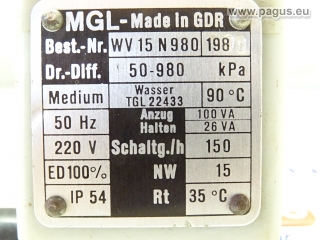 © www.pagus.eu
MGL-Made in GDR
Best.-Nr. WV 15 N 980 198
Dr.-Diff. 50-980 kPa
Medium Wasser TGL 22433 90 °C
50 Hz Anzug Halten 100 VA 26 VA
220 V Schaltg./h 150
ED100% NW 15
IP 54 Rt 35 °C